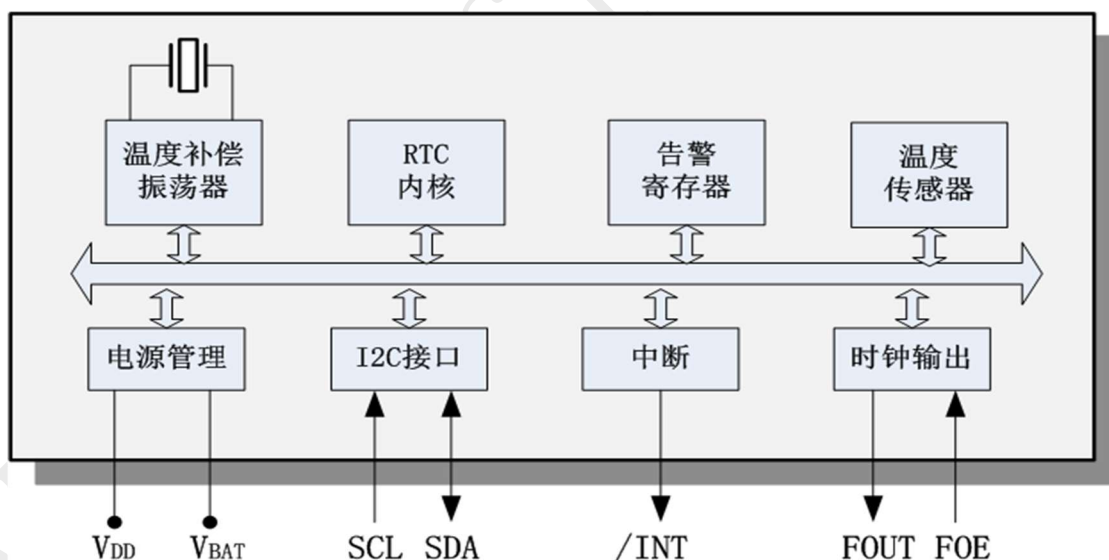 温度补偿
振荡器
RTC
内核
告警
寄存器
温度
传感器
电源管理
I2C接口
中断
时钟输出
VDD
VBAT
SCL
SDA
/INT
FOUT
FOE